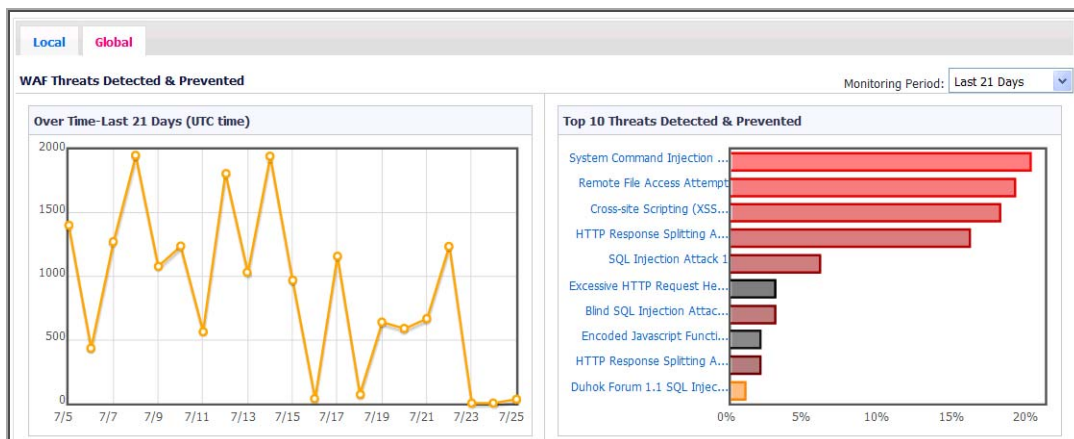 Local Global
WAF Threats Detected & Prevented
Monitoring Period: Last 21 Days
Over Time-Last 21 Days (UTC time)
2000
1500
1000
500
0
7/5 7/7 7/9 7/11 7/13 7/15 7/17 7/19 7/21 7/23 7/25
Top 10 Threats Detected & Prevented
System Command Injection ...
Remote File Access Attempt
Cross-site Scripting (XSS...
HTTP Response Splitting A...
SQL Injection Attack 1
Excessive HTTP Request He...
Blind SQL Injection Attac...
Encoded Javascript Functi...
HTTP Response Splitting A...
Duhok Forum 1.1 SQL Injec...
0% 5% 10% 15% 20%